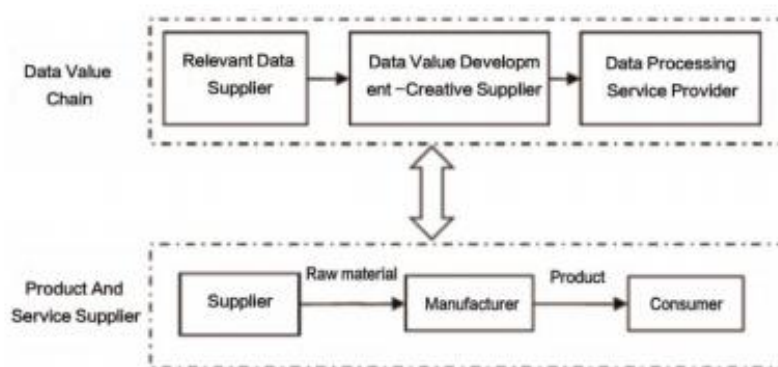 Data Value
Chain
Relevant Data
Supplier
Data Value Developm
ent –Creative Supplier
Data Processing
Service Provider
Product And
Service Supplier
Supplier
Raw material
Manufacturer
Product
Consumer